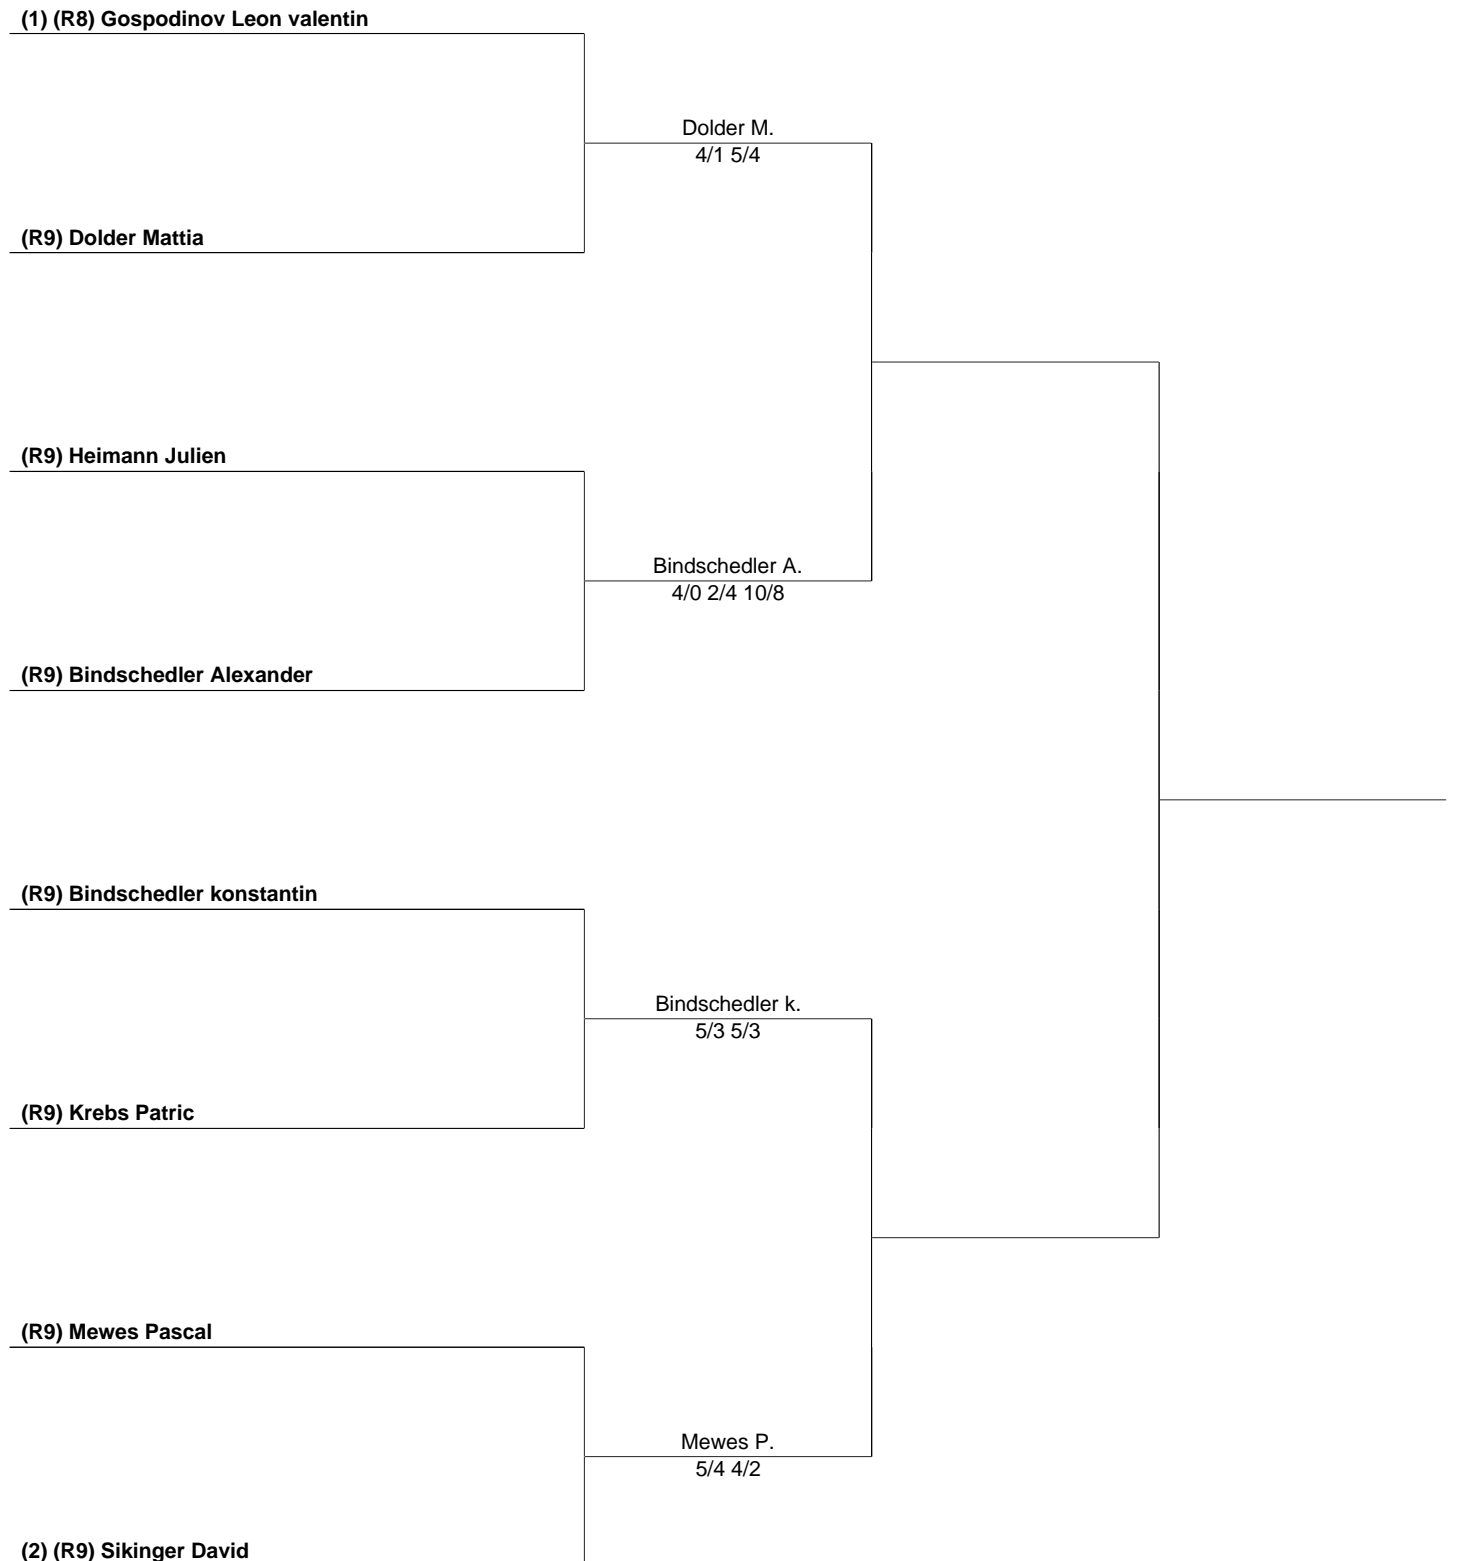 (1) (R8) Gospodinov Leon valentin
Dolder M.
4/1 5/4
(R9) Dolder Mattia
(R9) Heimann Julien
Bindschedler A.
4/0 2/4 10/8
(R9) Bindschedler Alexander
(R9) Bindschedler konstantin
Bindschedler k.
5/3 5/3
(R9) Krebs Patric
(R9) Mewes Pascal
Mewes P.
5/4 4/2
(2) (R9) Sikinger David